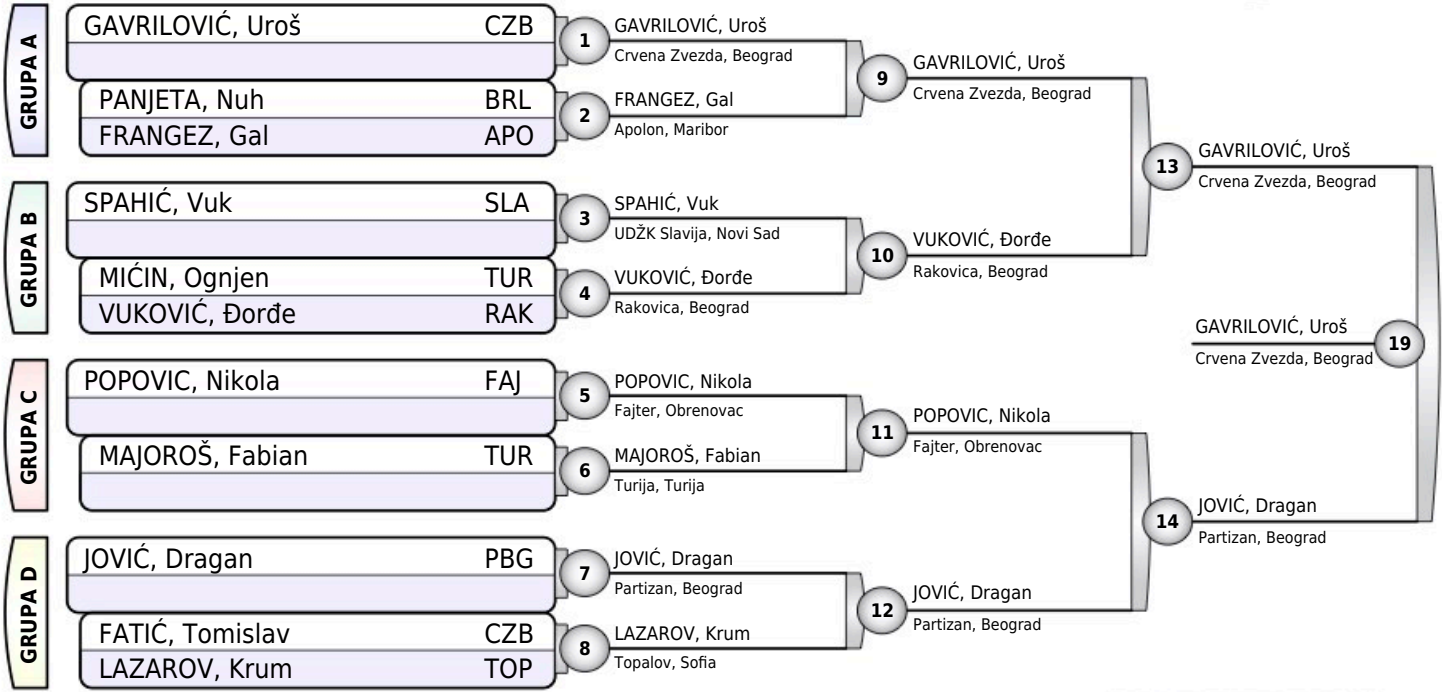 GRUPA A
GAVRILOVIĆ, Uroš CZB
PANJETA, Nuh BRL
FRANGEZ, Gal APO
GRUPA B
SPAHIĆ, Vuk SLA
MIĆIN, Ognjen TUR
VUKOVIĆ, Đorđe RAK
GRUPA C
POPOVIC, Nikola FAJ
MAJOROŠ, Fabian TUR
GRUPA D
JOVIĆ, Dragan PBG
FATIĆ, Tomislav CZB
LAZAROV, Krum TOP
1
GAVRILOVIĆ, Uroš
Crvena Zvezda, Beograd
2
FRANGEZ, Gal
Apolon, Maribor
3
SPAHIĆ, Vuk
UDŽK Slavija, Novi Sad
4
VUKOVIĆ, Đorđe
Rakovica, Beograd
5
POPOVIC, Nikola
Fajter, Obrenovac
6
MAJOROŠ, Fabian
Turija, Turija
7
JOVIĆ, Dragan
Partizan, Beograd
8
LAZAROV, Krum
Topalov, Sofia
9
GAVRILOVIĆ, Uroš
Crvena Zvezda, Beograd
10
VUKOVIĆ, Đorđe
Rakovica, Beograd
11
POPOVIC, Nikola
Fajter, Obrenovac
12
JOVIĆ, Dragan
Partizan, Beograd
13
GAVRILOVIĆ, Uroš
Crvena Zvezda, Beograd
14
JOVIĆ, Dragan
Partizan, Beograd
GAVRILOVIĆ, Uroš
Crvena Zvezda, Beograd
19